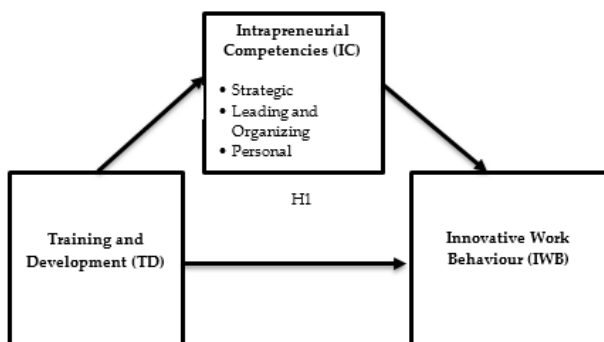 Intrapreneurial
Competencies (IC)
• Strategic
• Leading and
Organizing
• Personal
H1
Training and
Development (TD)
Innovative Work
Behaviour (IWB)